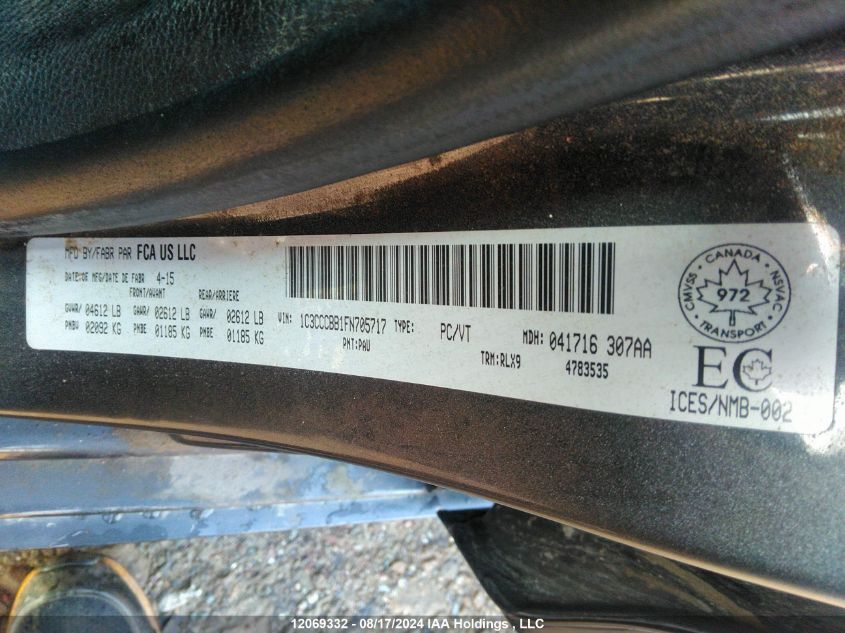 MFD BY/FABR PAR FCA US LLC
DATE OF MFG/DATE DE FABR 4-15
FRONT/AVANT REAR/ARRIERE
GVWR/ 04612 LB GAWR/ 02612 LB GAWR/ 02612 LB
PNBV 02092 KG PNBE 01185 KG PNBE 01185 KG
VIN: 1C3CCCBB1FN705717 TYPE: PC/VT
PNT:PAU
MDH: 041716 307AA
TRM:RLX9 4783535
CMVSS · CANADA · NSVAC
972
TRANSPORT
EC
ICES/NMB-002
12069332 - 08/17/2024 IAA Holdings , LLC